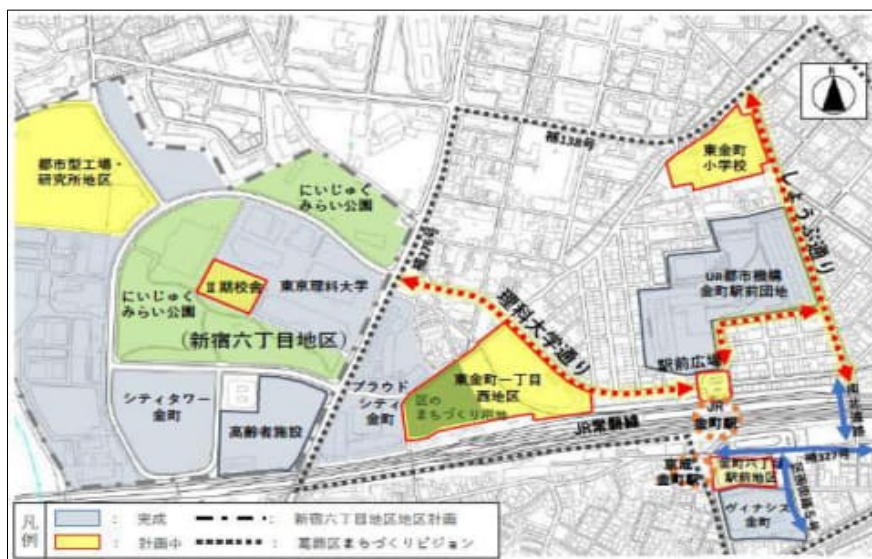 N
補138号
東金町
小学校
都市型工場・
研究所地区
にいじゅく
みらい公園
しょうぶ通り
補276号
UR都市機構
金町駅前団地
Ⅲ期校舎
東京理科大学
にいじゅく
みらい公園
(新宿六丁目地区)
理科大学通り
駅前広場
東金町一丁目
西地区
プラウド
シティ
金町
区の
まちづくり用地
シティタワー
金町
高齢者施設
JR常磐線
JR
金町駅
京成
金町駅
補327号
金町六丁目
駅前地区
ヴィナシス
金町
凡例
: 完成
: 新宿六丁目地区地区計画
: 計画中
: 葛飾区まちづくりビジョン